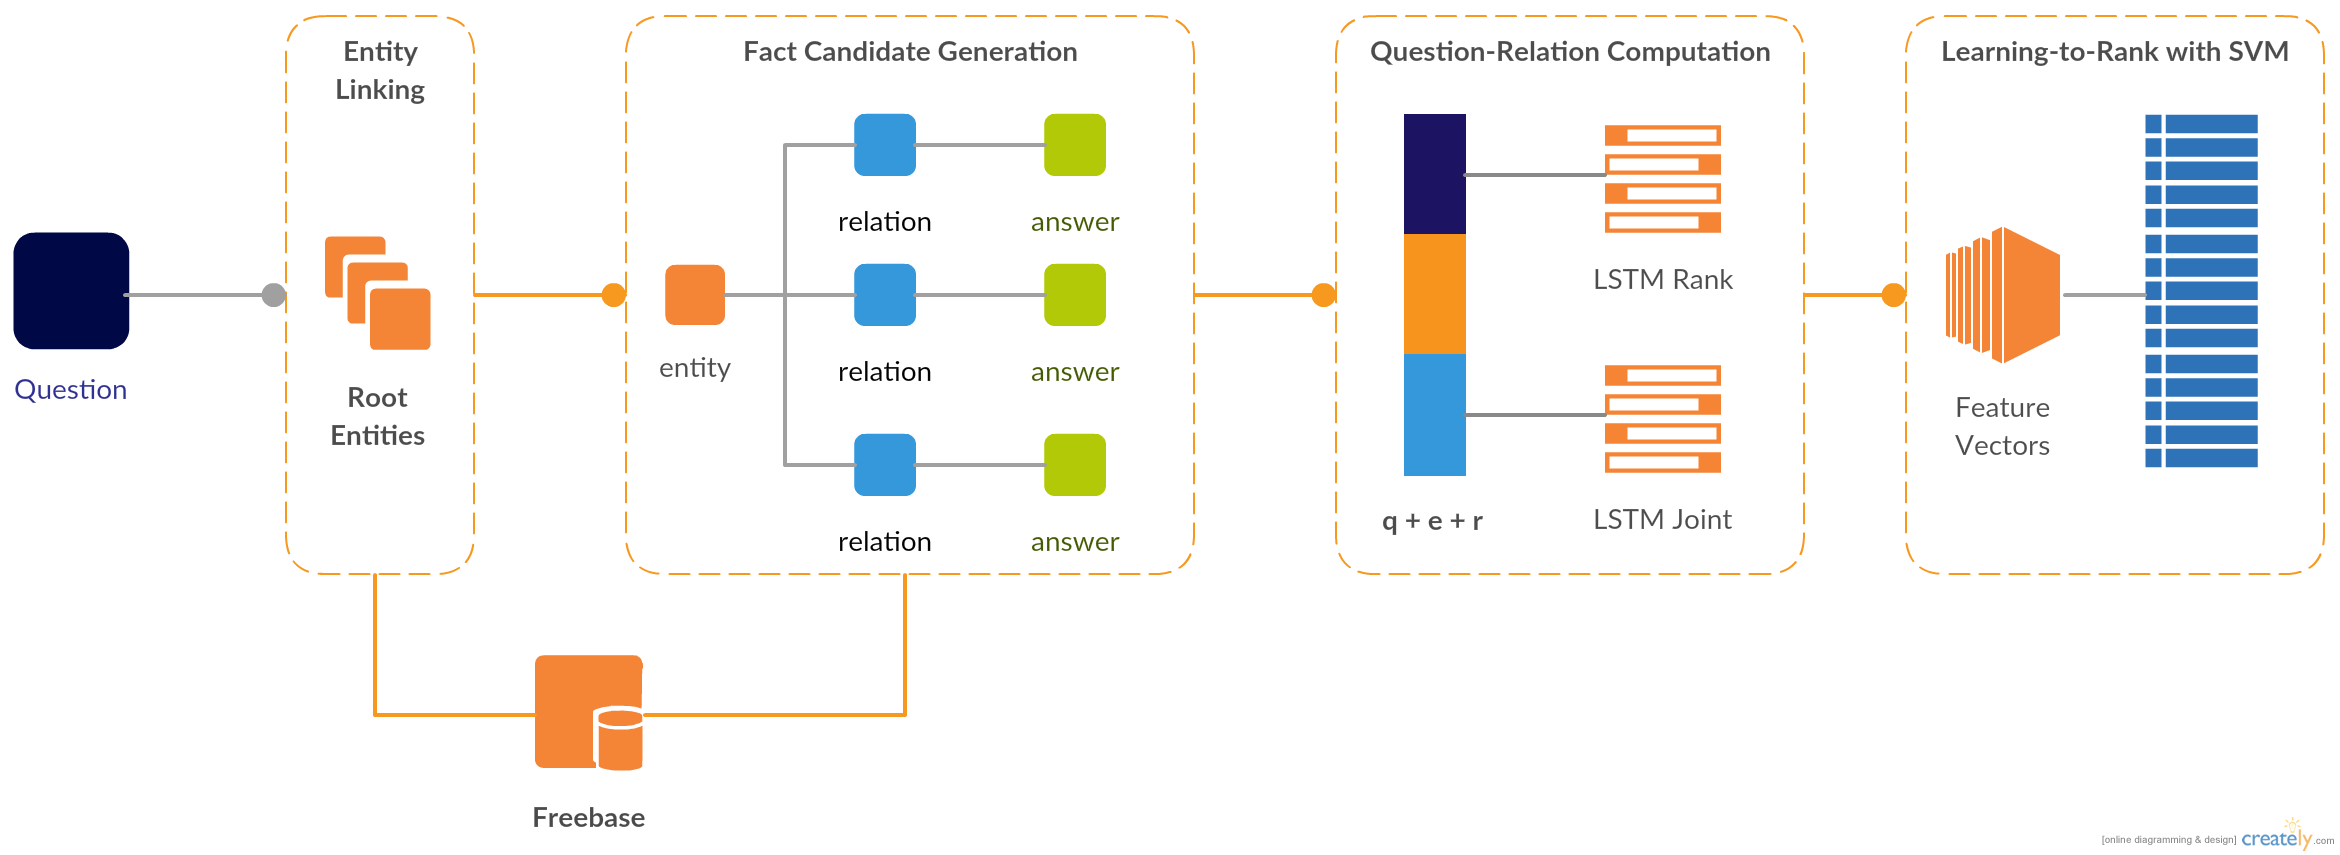 Question
Entity
Linking
Root
Entities
Fact Candidate Generation
entity
relation
answer
relation
answer
relation
answer
Question-Relation Computation
LSTM Rank
LSTM Joint
q + e + r
Learning-to-Rank with SVM
Feature
Vectors
Freebase
[online diagramming & design] creately.com